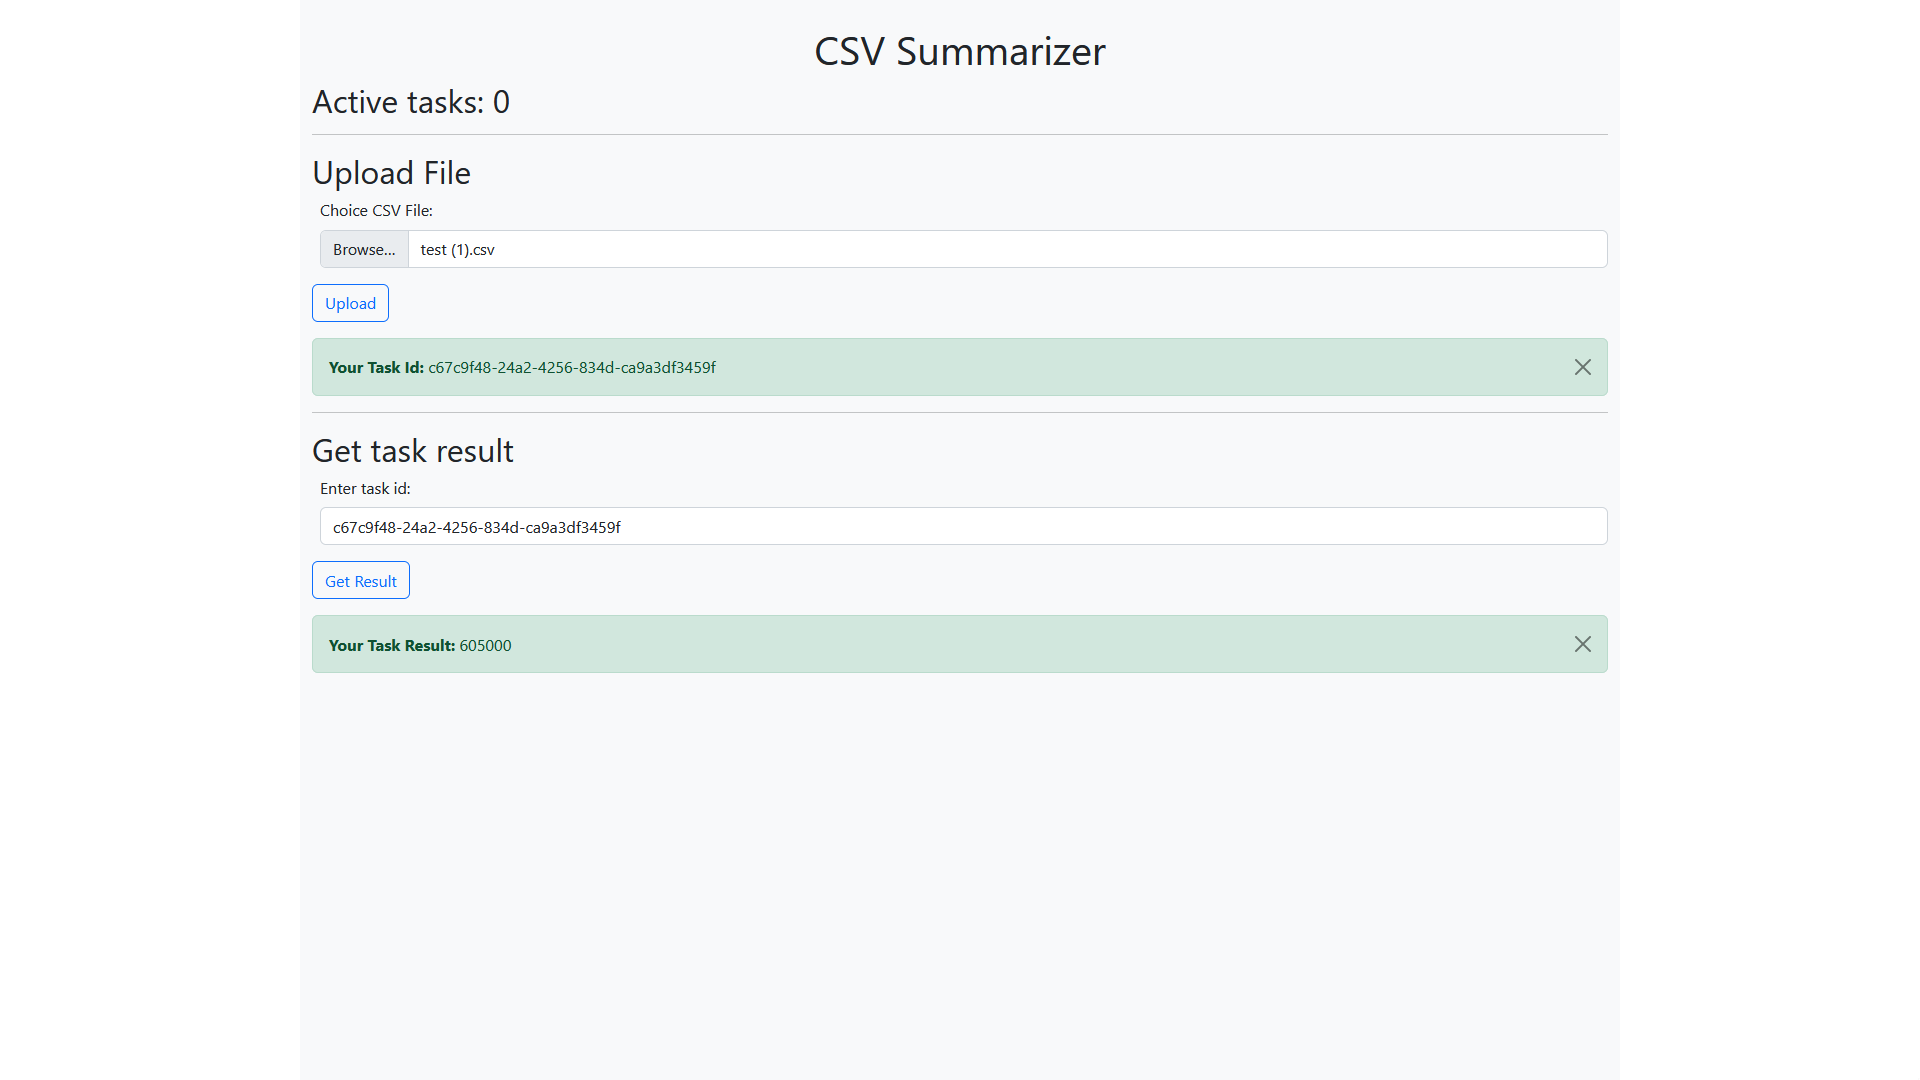 CSV Summarizer
Active tasks: 0
Upload File
Choice CSV File:
Browse... test (1).csv
Upload
Your Task Id: c67c9f48-24a2-4256-834d-ca9a3df3459f
Get task result
Enter task id:
c67c9f48-24a2-4256-834d-ca9a3df3459f
Get Result
Your Task Result: 605000